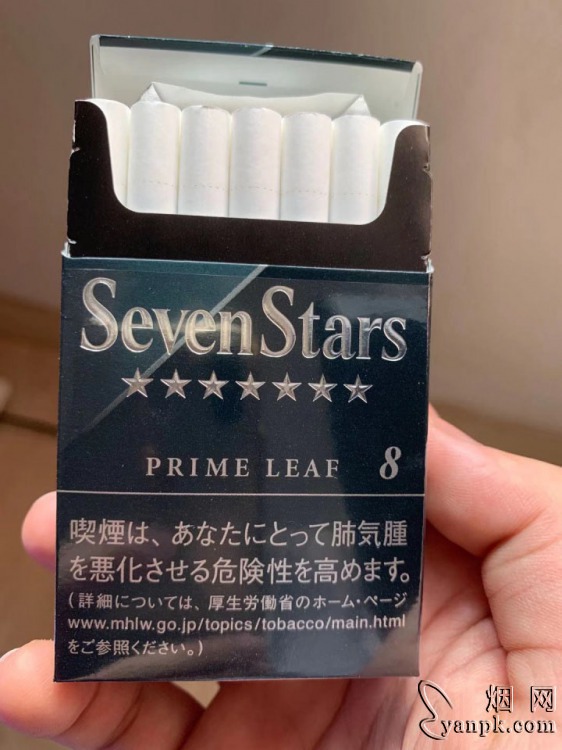 SevenStars
PRIME LEAF 8
喫煙は、あなたにとって肺気腫
を悪化させる危険性を高めます。
(詳細については、厚生労働省のホーム・ページ
www.mhlw.go.jp/topics/tobacco/main.html
をご参照ください。)
烟网
yanpk.com